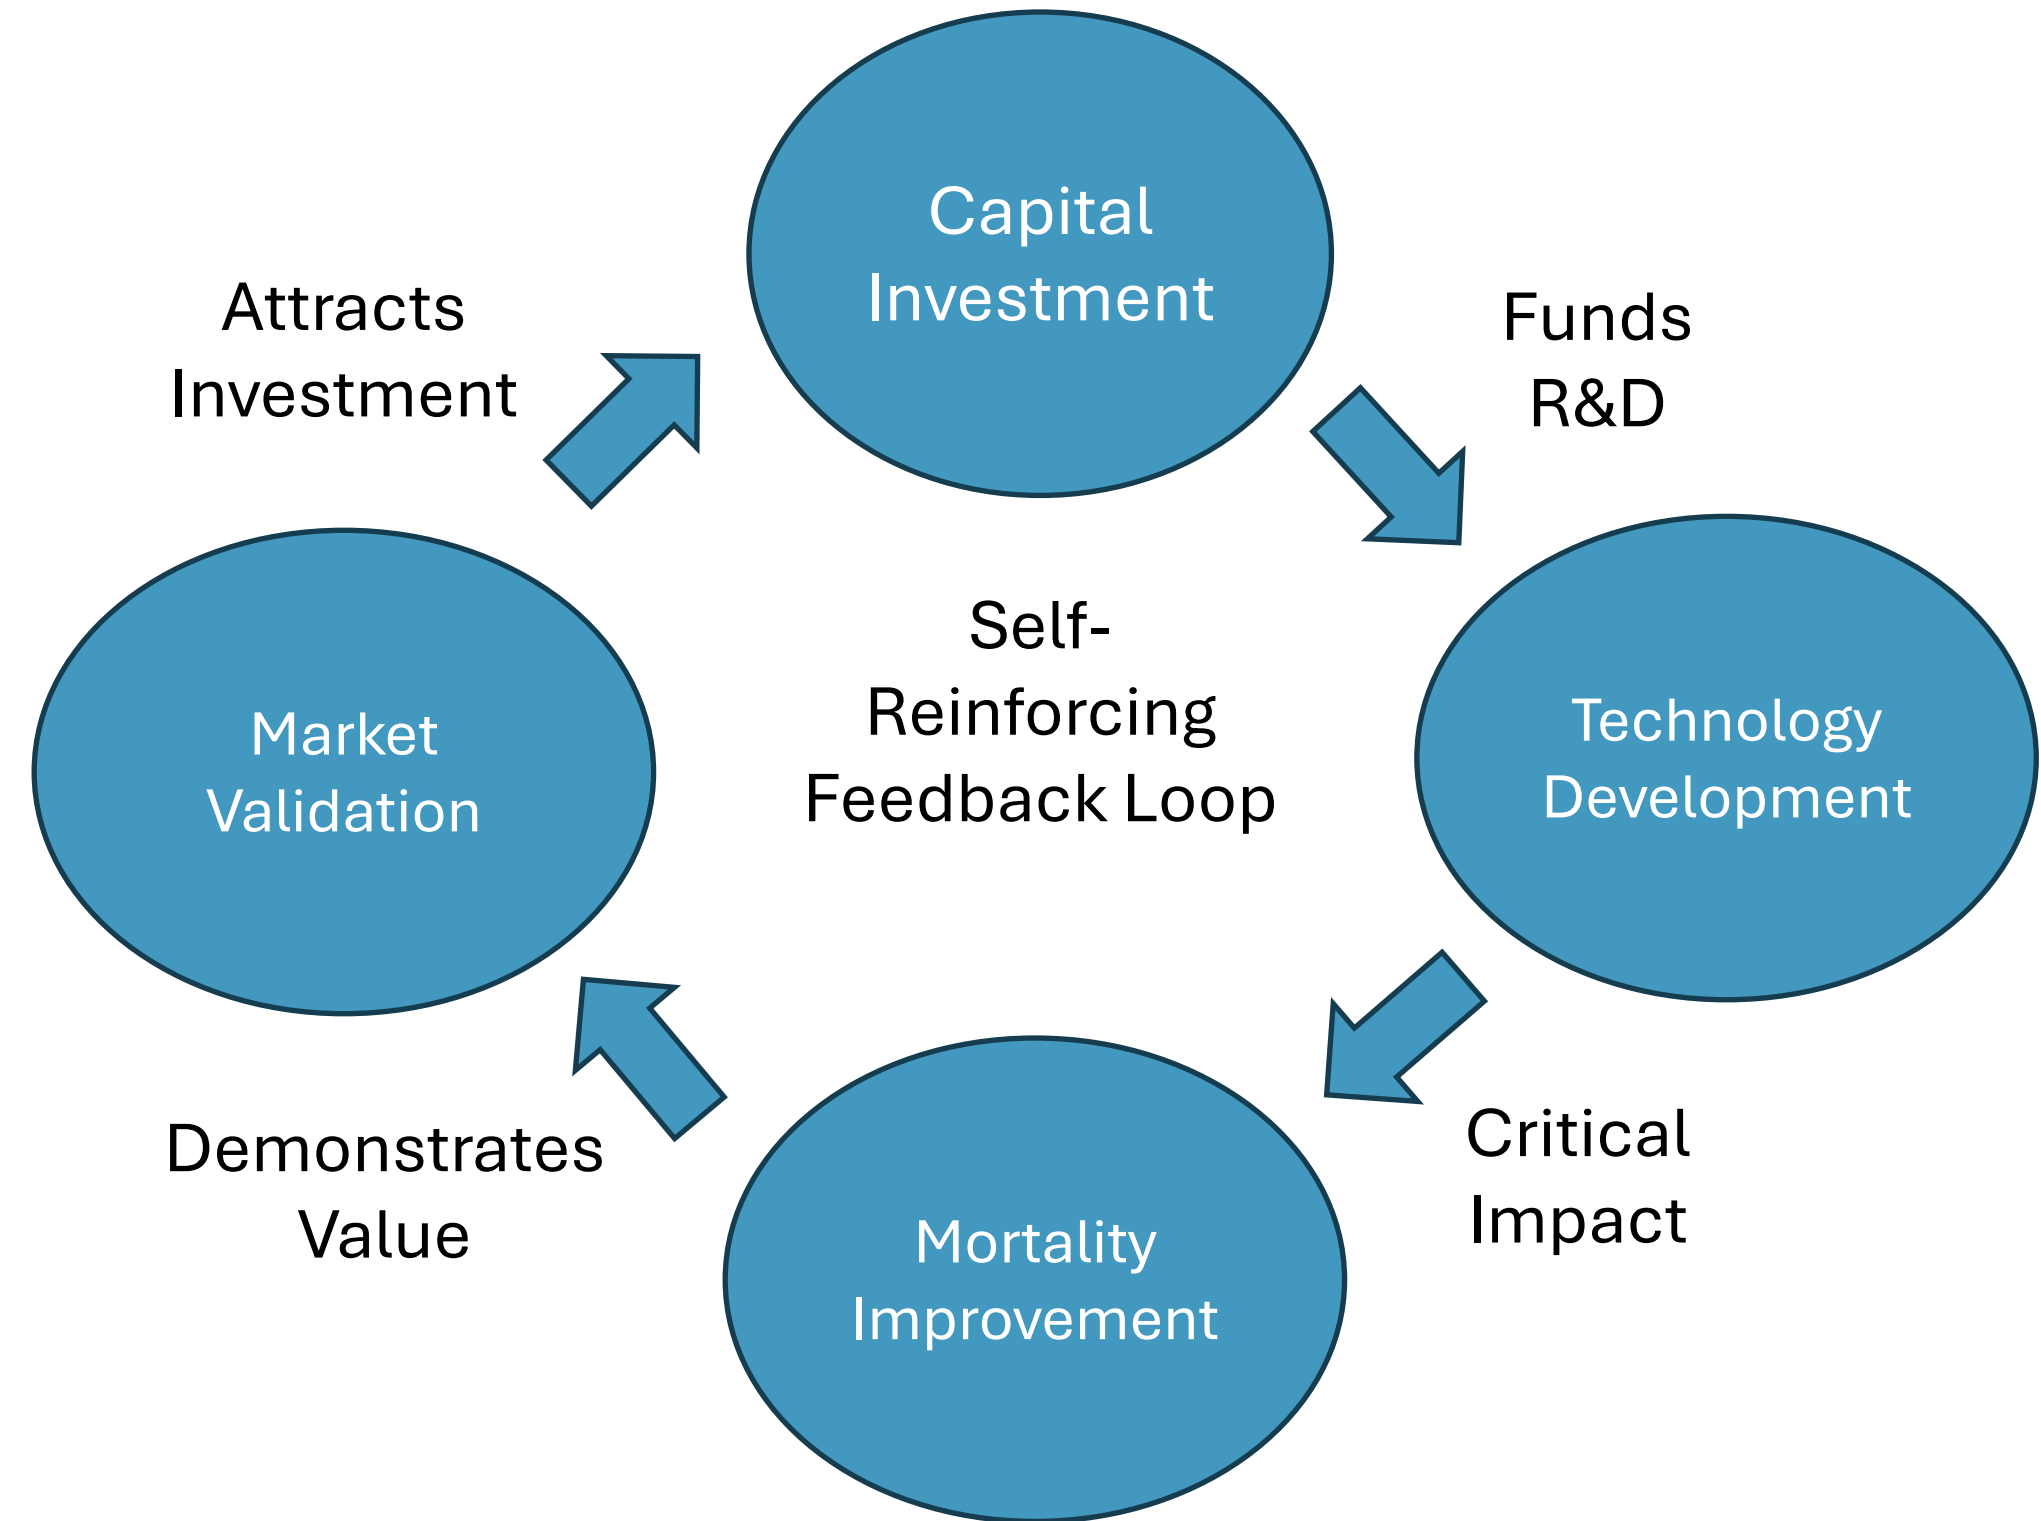 Capital
Investment
Attracts
Investment
Funds
R&D
Self-
Reinforcing
Feedback Loop
Market
Validation
Technology
Development
Demonstrates
Value
Critical
Impact
Mortality
Improvement